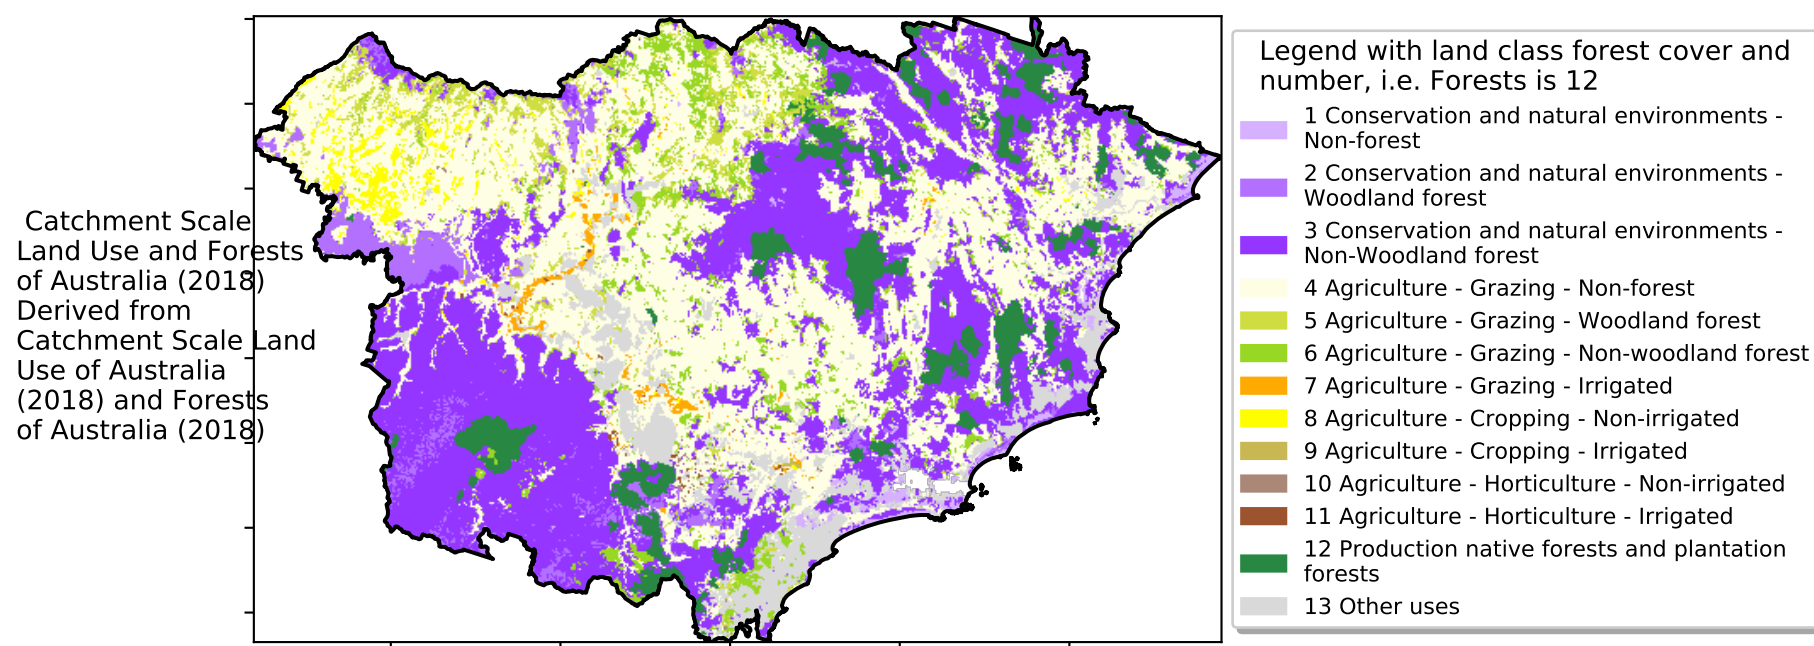 Catchment Scale
Land Use and Forests
of Australia (2018)
Derived from
Catchment Scale Land
Use of Australia
(2018) and Forests
of Australia (2018)
Legend with land class forest cover and
number, i.e. Forests is 12
1 Conservation and natural environments -
Non-forest
2 Conservation and natural environments -
Woodland forest
3 Conservation and natural environments -
Non-Woodland forest
4 Agriculture - Grazing - Non-forest
5 Agriculture - Grazing - Woodland forest
6 Agriculture - Grazing - Non-woodland forest
7 Agriculture - Grazing - Irrigated
8 Agriculture - Cropping - Non-irrigated
9 Agriculture - Cropping - Irrigated
10 Agriculture - Horticulture - Non-irrigated
11 Agriculture - Horticulture - Irrigated
12 Production native forests and plantation
forests
13 Other uses